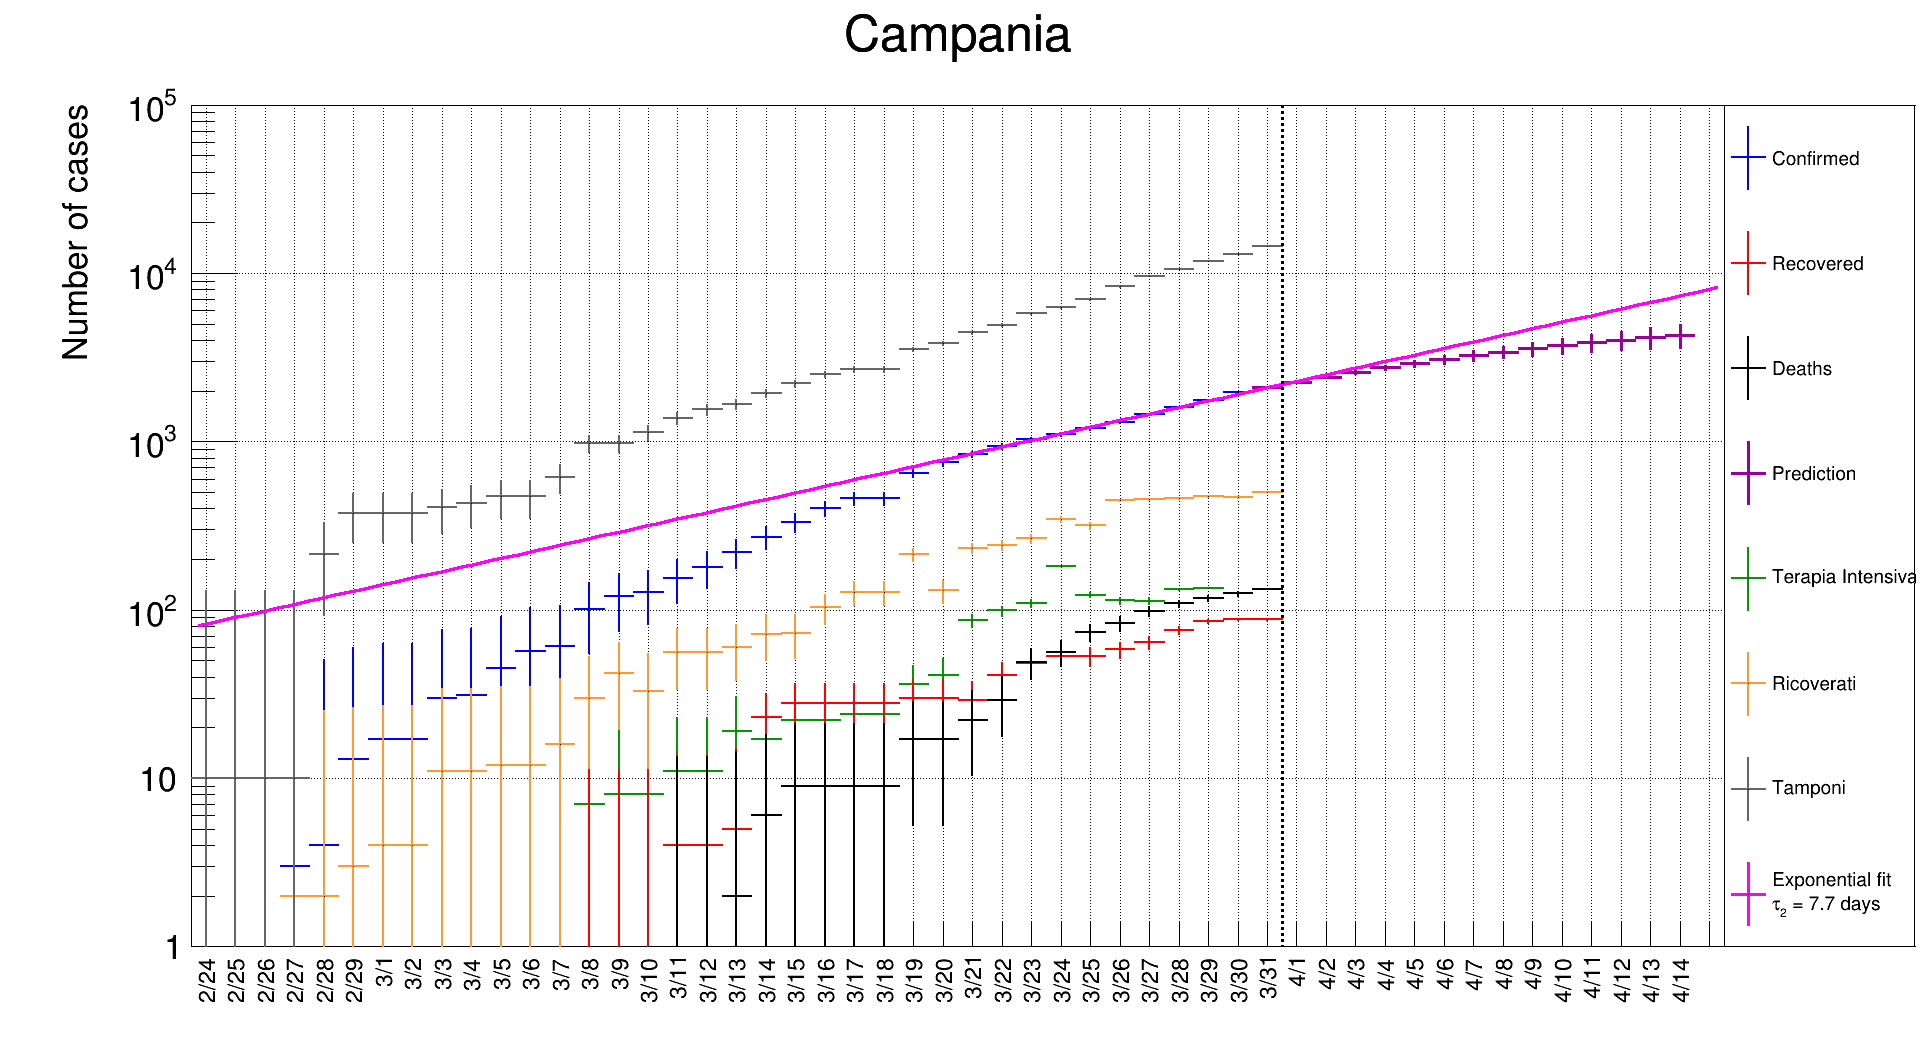 Campania
Number of cases
10^5
10^4
10^3
10^2
10
1
2/24 2/25 2/26 2/27 2/28 2/29 3/1 3/2 3/3 3/4 3/5 3/6 3/7 3/8 3/9 3/10 3/11 3/12 3/13 3/14 3/15 3/16 3/17 3/18 3/19 3/20 3/21 3/22 3/23 3/24 3/25 3/26 3/27 3/28 3/29 3/30 3/31 4/1 4/2 4/3 4/4 4/5 4/6 4/7 4/8 4/9 4/10 4/11 4/12 4/13 4/14
Confirmed
Recovered
Deaths
Prediction
Terapia Intensiva
Ricoverati
Tamponi
Exponential fit
τ₂ = 7.7 days